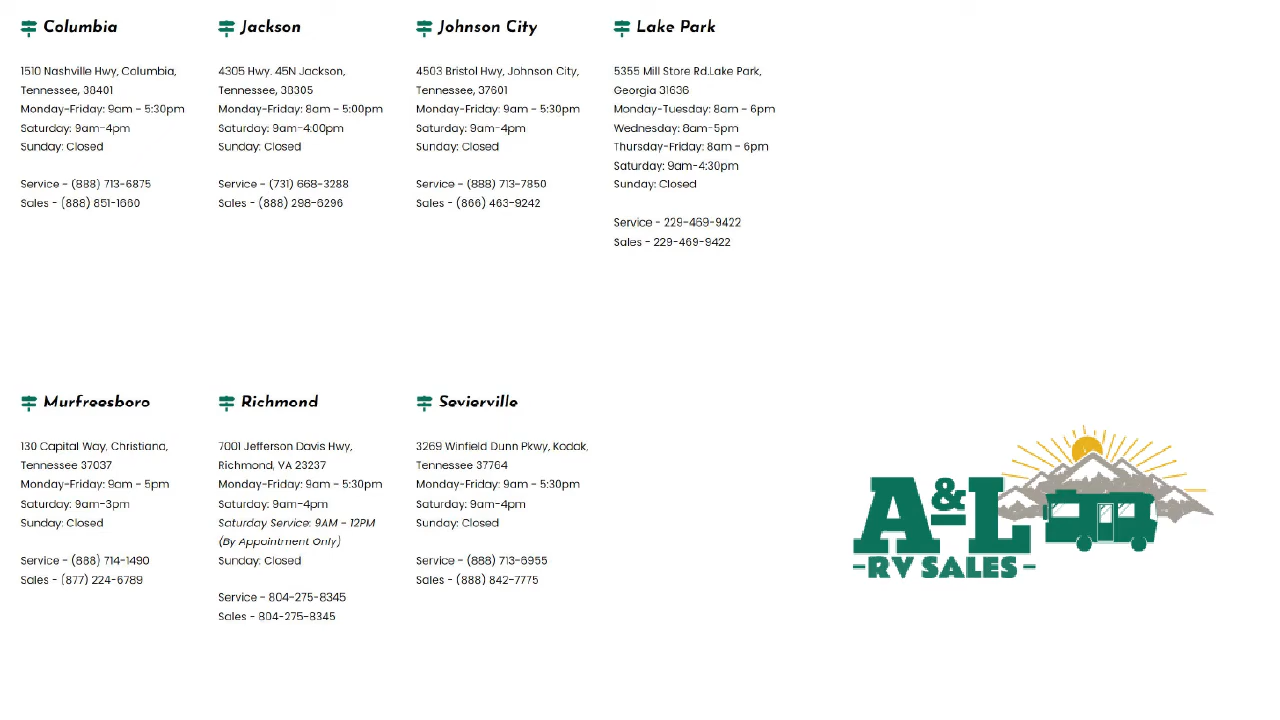 Columbia
1510 Nashville Hwy, Columbia,
Tennessee, 38401
Monday-Friday: 9am - 5:30pm
Saturday: 9am-4pm
Sunday: Closed
Service - (888) 713-6875
Sales - (888) 851-1660
Jackson
4305 Hwy. 45N Jackson,
Tennessee, 38305
Monday-Friday: 8am - 5:00pm
Saturday: 9am-4:00pm
Sunday: Closed
Service - (731) 668-3288
Sales - (888) 298-6296
Johnson City
4503 Bristol Hwy, Johnson City,
Tennessee, 37601
Monday-Friday: 9am - 5:30pm
Saturday: 9am-4pm
Sunday: Closed
Service - (888) 713-7850
Sales - (866) 463-9242
Lake Park
5355 Mill Store Rd.Lake Park,
Georgia 31636
Monday-Tuesday: 8am - 6pm
Wednesday: 8am-5pm
Thursday-Friday: 8am - 6pm
Saturday: 9am-4:30pm
Sunday: Closed
Service - 229-469-9422
Sales - 229-469-9422
Murfreesboro
130 Capital Way, Christiana,
Tennessee 37037
Monday-Friday: 9am - 5pm
Saturday: 9am-3pm
Sunday: Closed
Service - (888) 714-1490
Sales - (877) 224-6789
Richmond
7001 Jefferson Davis Hwy,
Richmond, VA 23237
Monday-Friday: 9am - 5:30pm
Saturday: 9am-4pm
Saturday Service: 9AM - 12PM
(By Appointment Only)
Sunday: Closed
Service - 804-275-8345
Sales - 804-275-8345
Sevierville
3269 Winfield Dunn Pkwy, Kodak,
Tennessee 37764
Monday-Friday: 9am - 5:30pm
Saturday: 9am-4pm
Sunday: Closed
Service - (888) 713-6955
Sales - (888) 842-7775
A&L
-RV SALES-